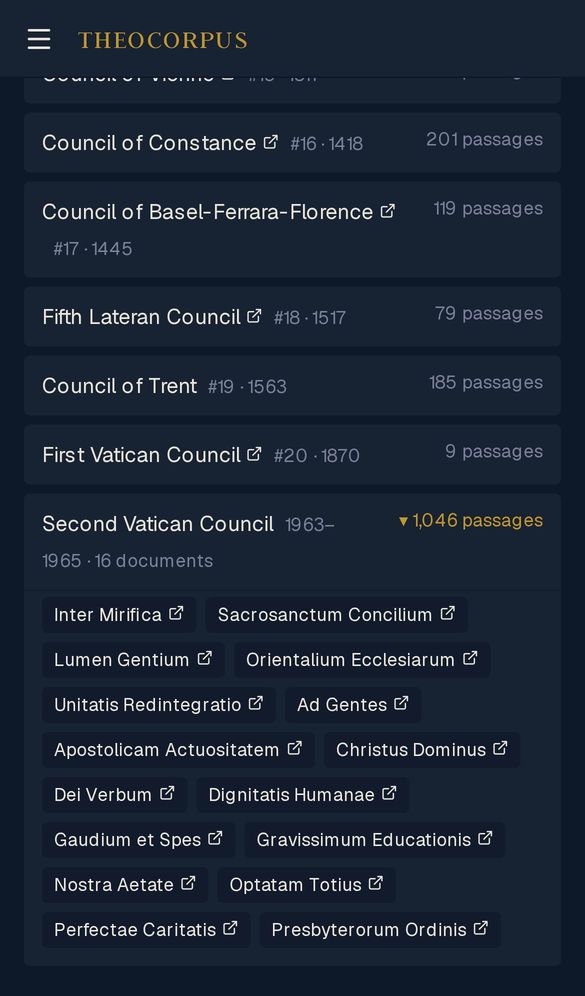 THEOCORPUS
Council of Constance #16 · 1418 201 passages
Council of Basel-Ferrara-Florence 119 passages
#17 · 1445
Fifth Lateran Council #18 · 1517 79 passages
Council of Trent #19 · 1563 185 passages
First Vatican Council #20 · 1870 9 passages
Second Vatican Council 1963– ▾ 1,046 passages
1965 · 16 documents
Inter Mirifica Sacrosanctum Concilium
Lumen Gentium Orientalium Ecclesiarum
Unitatis Redintegratio Ad Gentes
Apostolicam Actuositatem Christus Dominus
Dei Verbum Dignitatis Humanae
Gaudium et Spes Gravissimum Educationis
Nostra Aetate Optatam Totius
Perfectae Caritatis Presbyterorum Ordinis